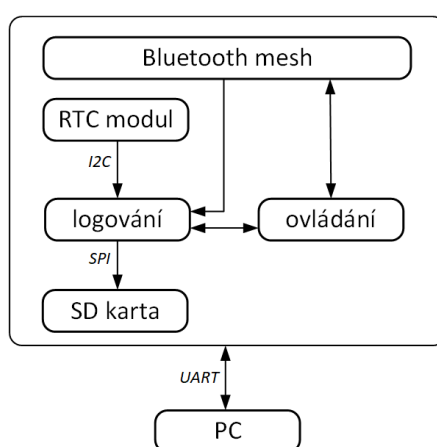 Bluetooth mesh
RTC modul
I2C
logování
ovládání
SPI
SD karta
UART
PC